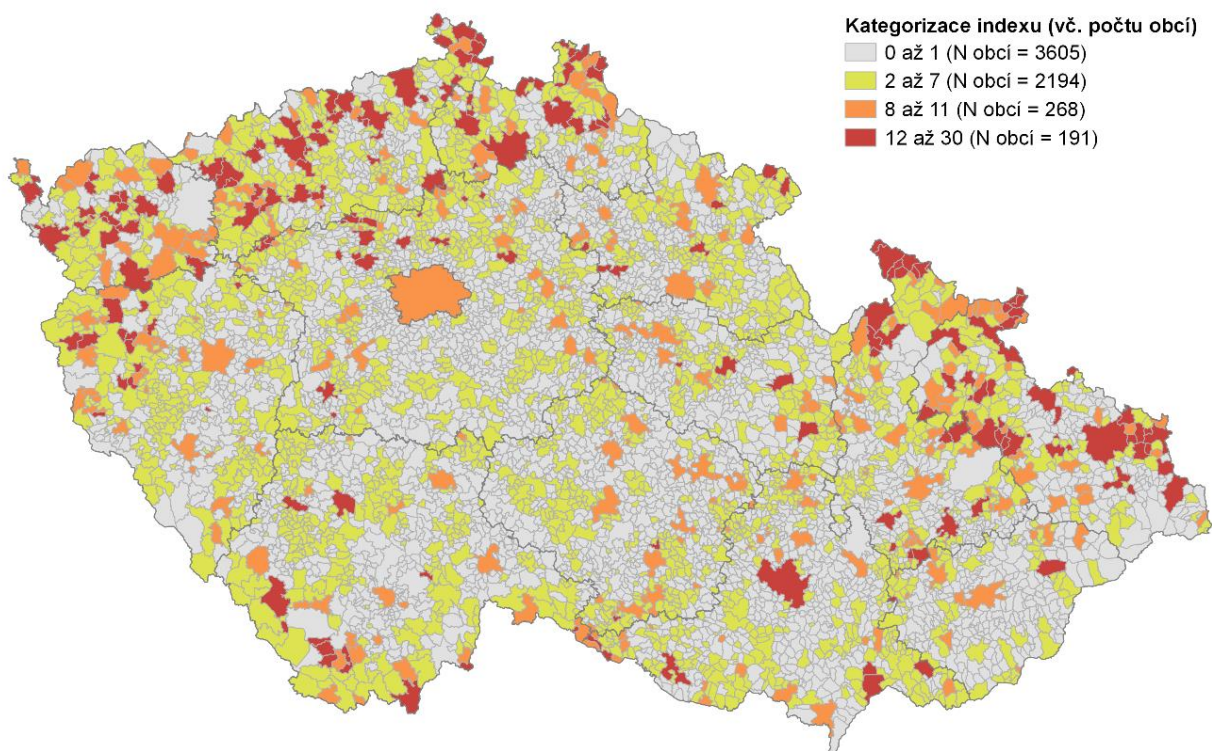 Kategorizace indexu (vč. počtu obcí)
0 až 1 (N obcí = 3605)
2 až 7 (N obcí = 2194)
8 až 11 (N obcí = 268)
12 až 30 (N obcí = 191)